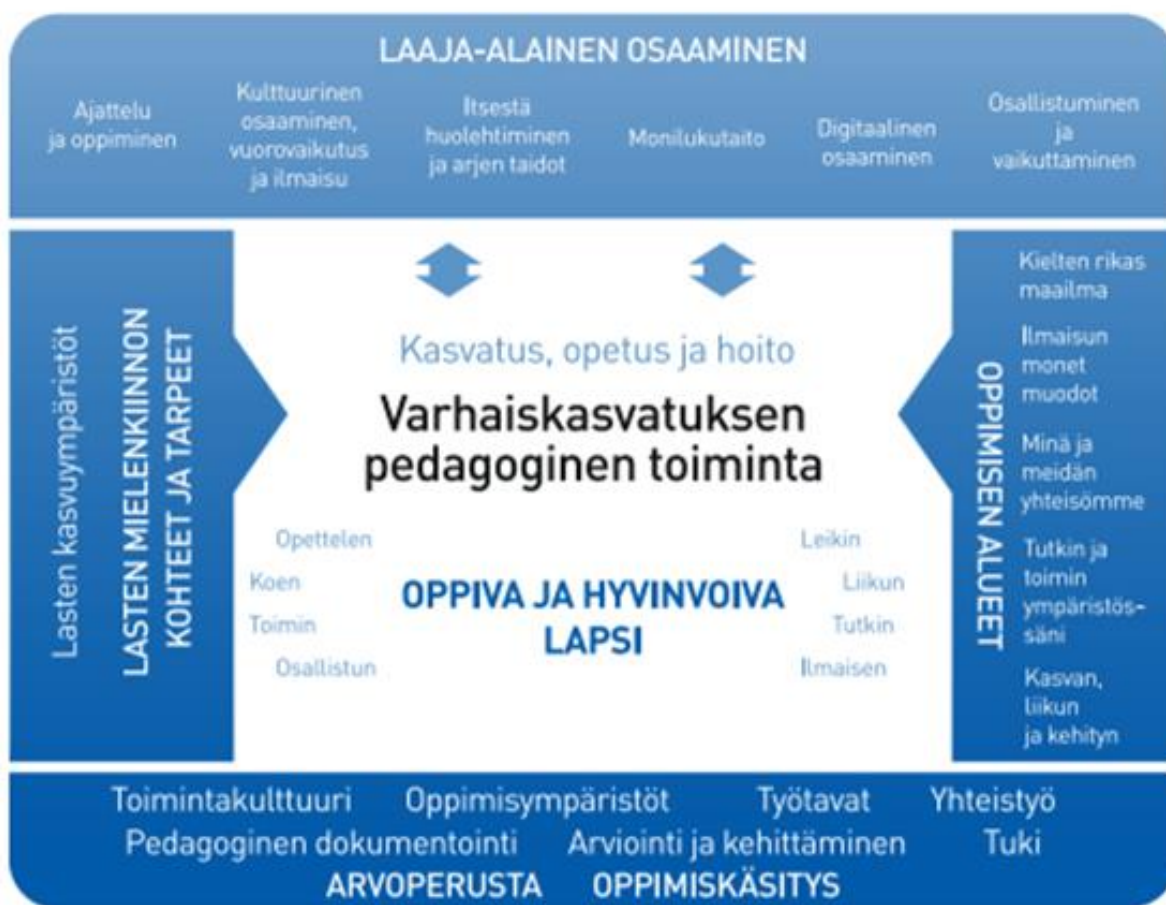 LAAJA-ALAINEN OSAAMINEN
Ajattelu
ja oppiminen
Kulttuurinen
osaaminen,
vuorovaikutus
ja ilmaisu
Itsestä
huolehtiminen
ja arjen taidot
Monilukutaito
Digitaalinen
osaaminen
Osallistuminen
ja
vaikuttaminen
Lasten kasvuympäristöt
LASTEN MIELENKIINNON
KOHTEET JA TARPEET
Kasvatus, opetus ja hoito
Varhaiskasvatuksen
pedagoginen toiminta
Opettelen
Koen
Toimin
Osallistun
OPPIVA JA HYVINVOIVA
LAPSI
Leikin
Liikun
Tutkin
Ilmaisen
OPPIMISEN ALUEET
Kielten rikas
maailma
Ilmaisun
monet
muodot
Minä ja
meidän
yhteisömme
Tutkin ja
toimin
ympäristös-
säni
Kasvan,
liikun
ja kehityn
Toimintakulttuuri Oppimisympäristöt Työtavat Yhteistyö
Pedagoginen dokumentointi Arviointi ja kehittäminen Tuki
ARVOPERUSTA OPPIMISKÄSITYS